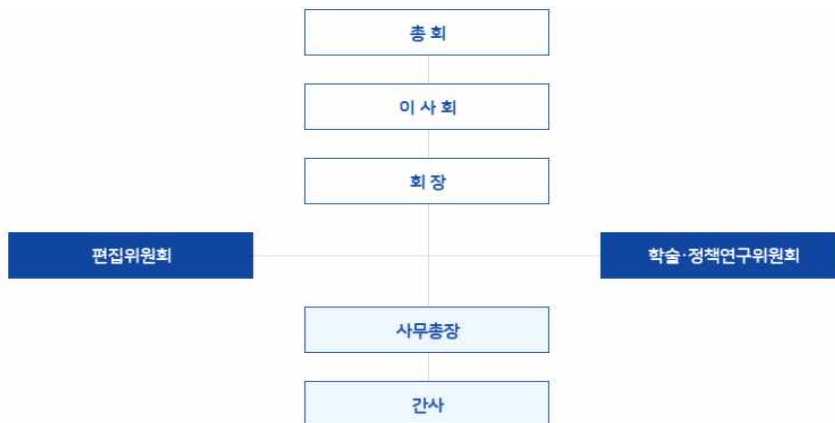 총 회
이 사 회
회 장
편집위원회
학술·정책연구위원회
사무총장
간사